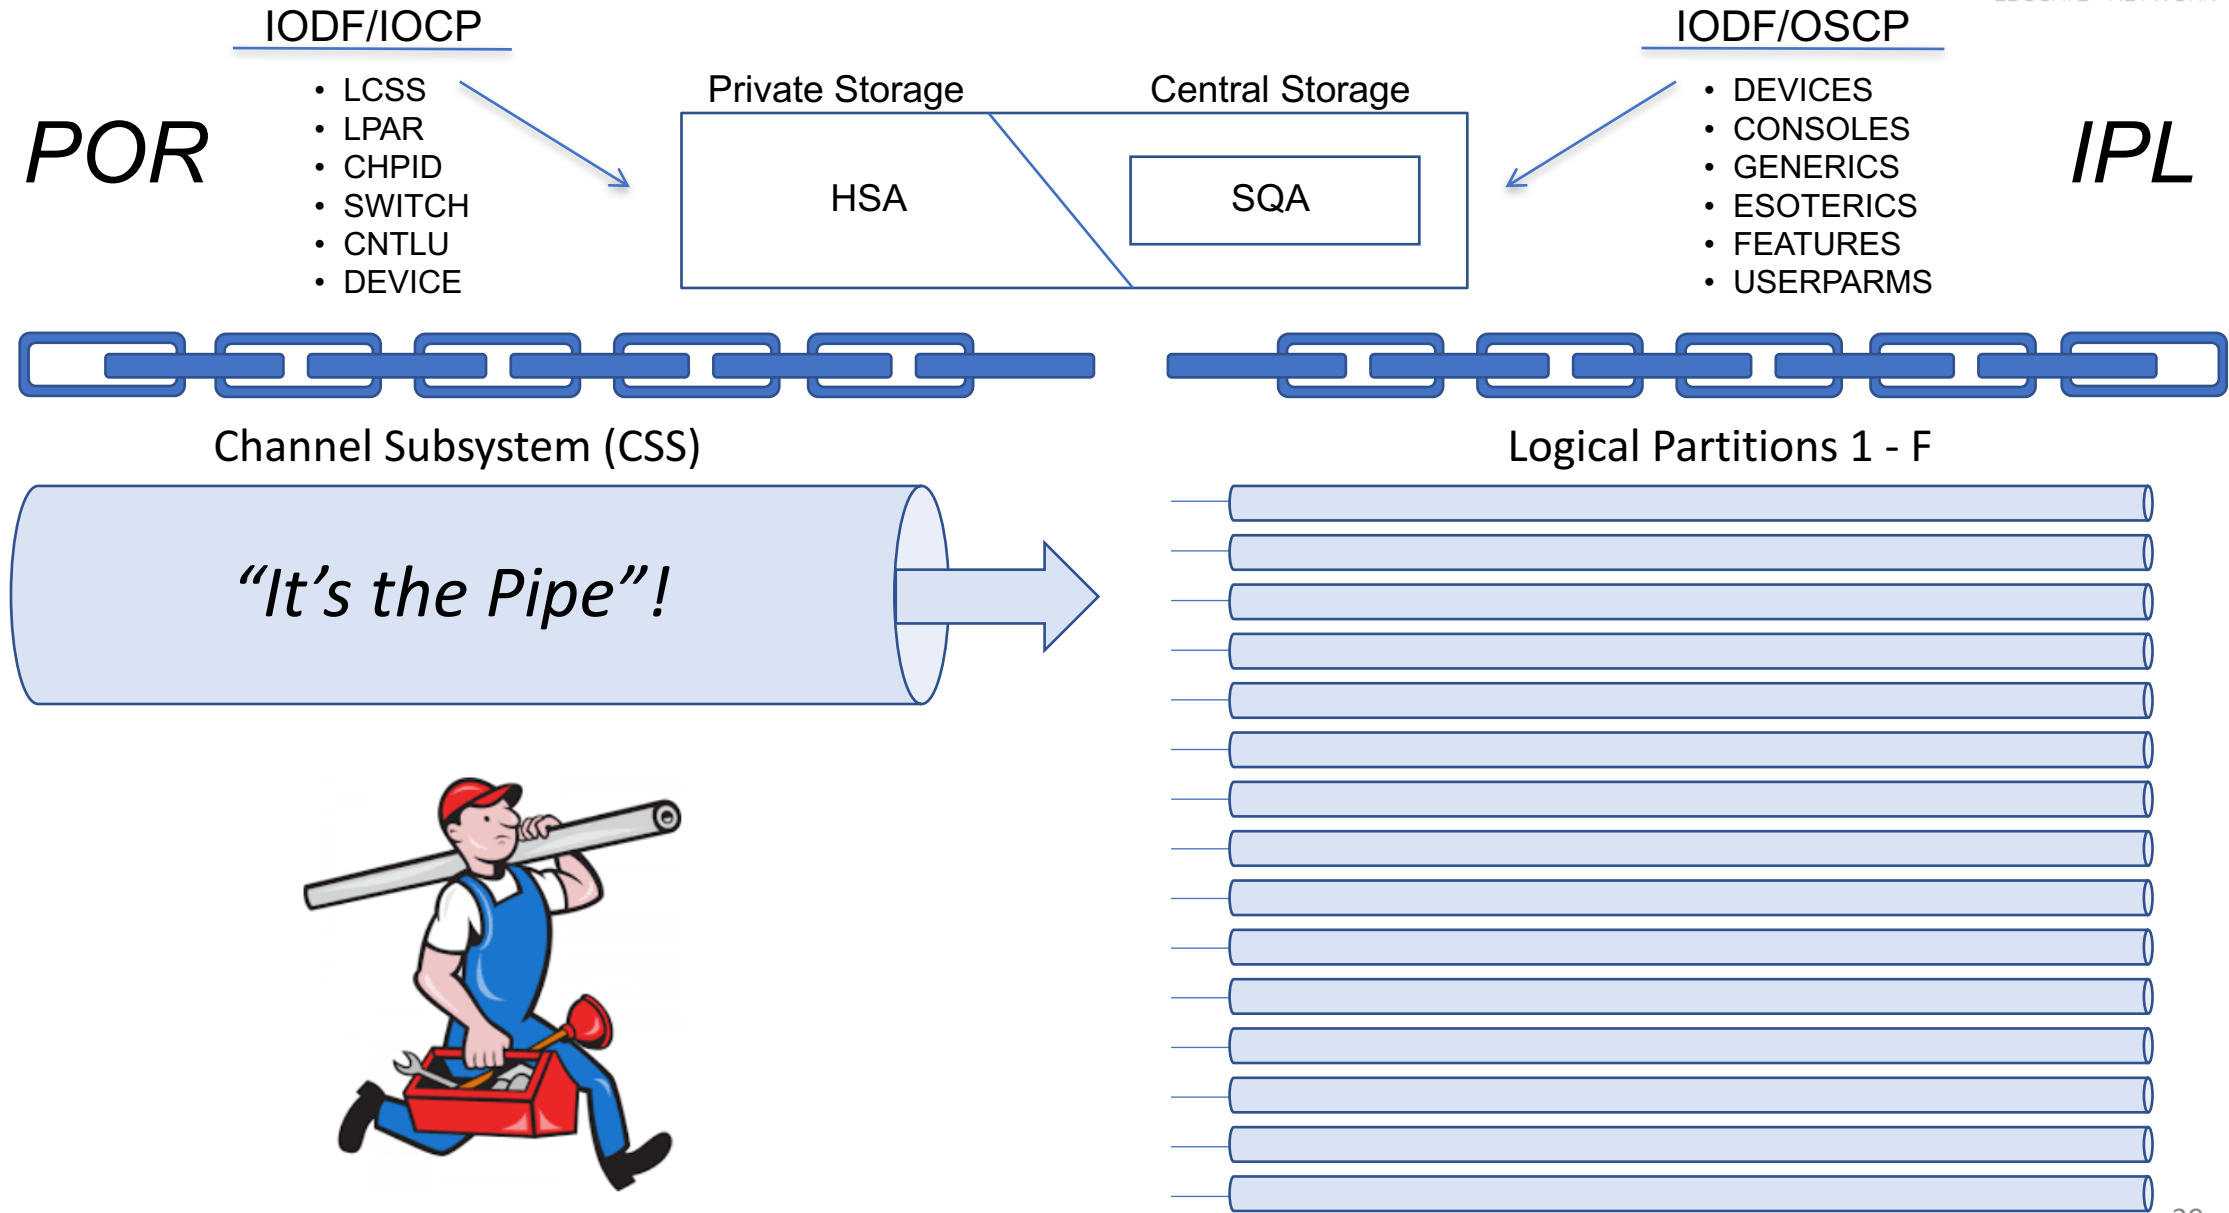 IODF/IOCP
• LCSS
• LPAR
• CHPID
• SWITCH
• CNTLU
• DEVICE
POR
Private Storage
Central Storage
HSA
SQA
IODF/OSCP
• DEVICES
• CONSOLES
• GENERICS
• ESOTERICS
• FEATURES
• USERPARMS
IPL
Channel Subsystem (CSS)
“It’s the Pipe”!
Logical Partitions 1 - F